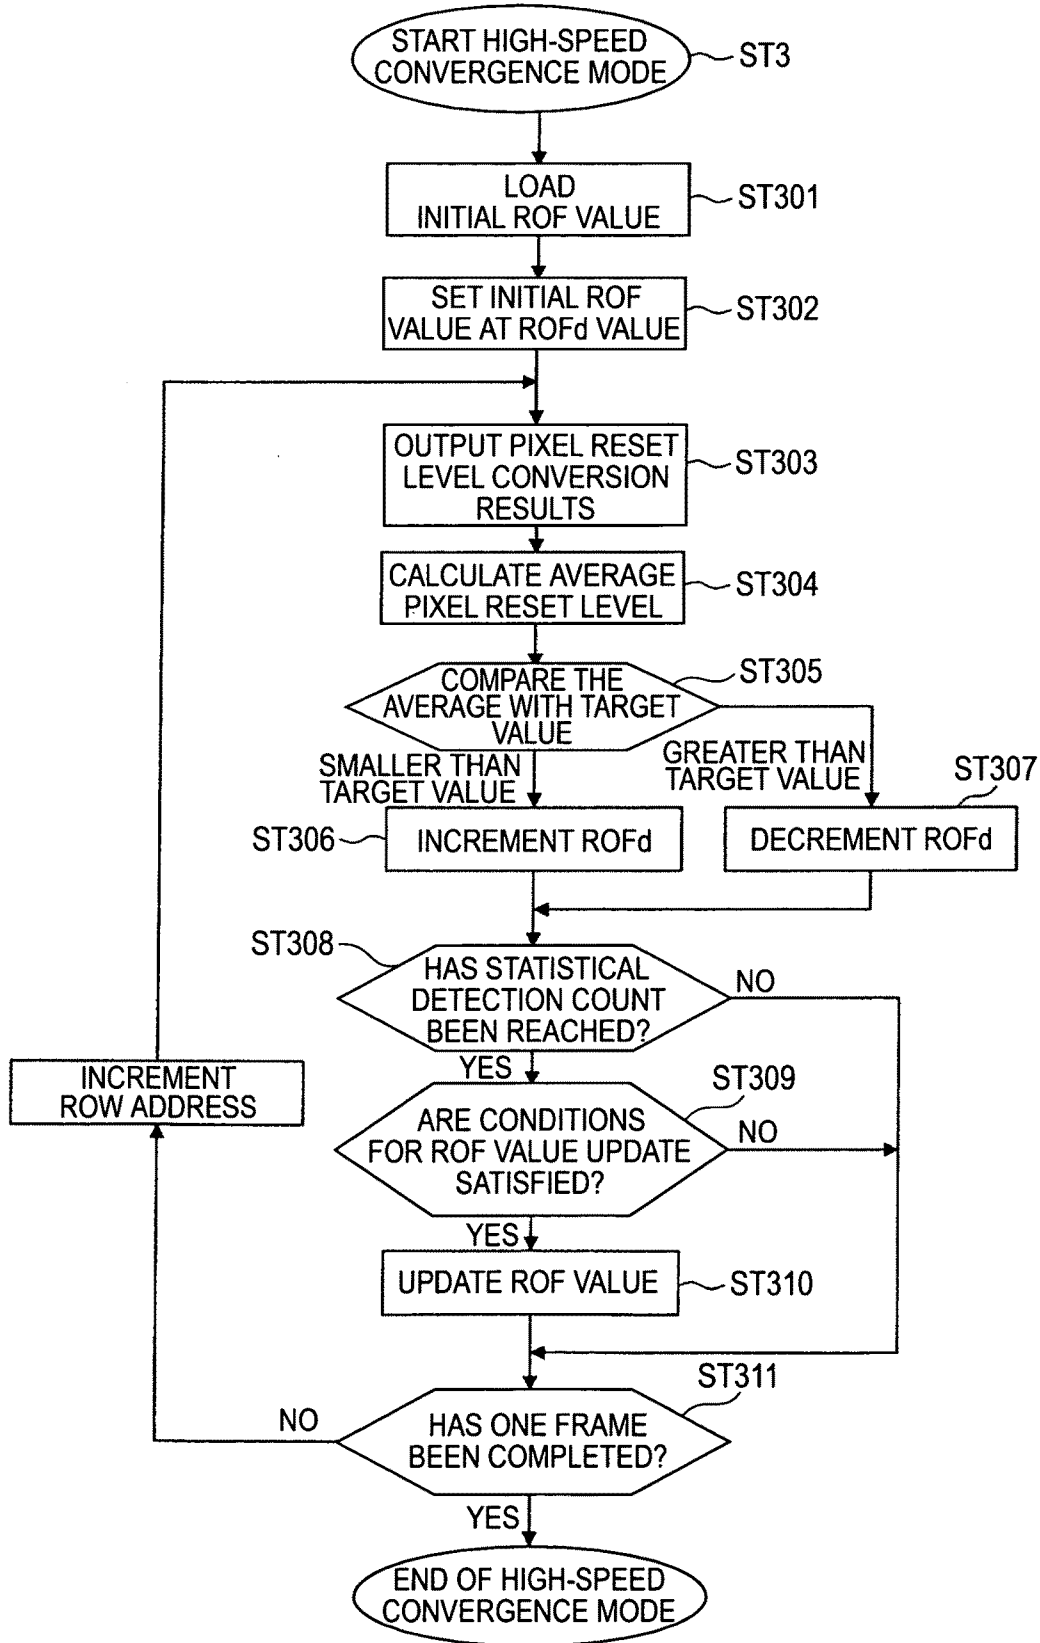 START HIGH-SPEED
CONVERGENCE MODE
ST3
LOAD
INITIAL ROF VALUE
ST301
SET INITIAL ROF
VALUE AT ROFd VALUE
ST302
OUTPUT PIXEL RESET
LEVEL CONVERSION
RESULTS
ST303
CALCULATE AVERAGE
PIXEL RESET LEVEL
ST304
COMPARE THE
AVERAGE WITH TARGET
VALUE
ST305
SMALLER THAN
TARGET VALUE
GREATER THAN
TARGET VALUE
ST306
INCREMENT ROFd
ST307
DECREMENT ROFd
ST308
HAS STATISTICAL
DETECTION COUNT
BEEN REACHED?
NO
YES
INCREMENT
ROW ADDRESS
ST309
ARE CONDITIONS
FOR ROF VALUE UPDATE
SATISFIED?
NO
YES
UPDATE ROF VALUE
ST310
ST311
HAS ONE FRAME
BEEN COMPLETED?
NO
YES
END OF HIGH-SPEED
CONVERGENCE MODE